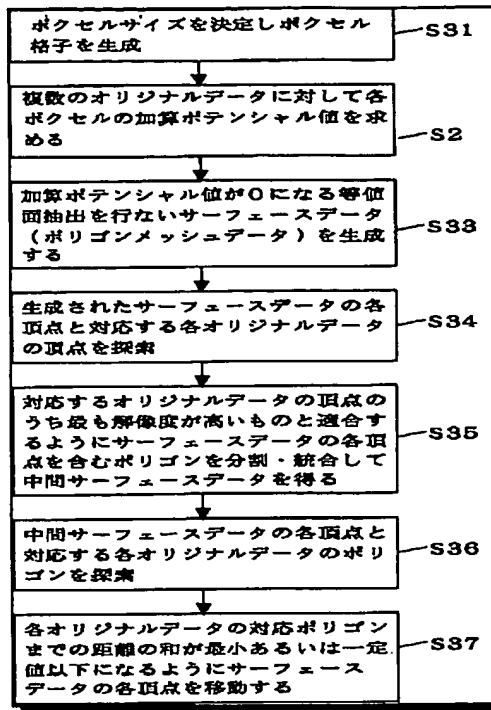 ボクセルサイズを決定しボクセル
格子を生成
S31
複数のオリジナルデータに対して各
ボクセルの加算ポテンシャル値を求
める
S2
加算ポテンシャル値が0になる等値
面抽出を行ないサーフェースデータ
(ポリゴンメッシュデータ)を生成
する
S33
生成されたサーフェースデータの各
頂点と対応する各オリジナルデータ
の頂点を探索
S34
対応するオリジナルデータの頂点の
うち最も解像度が高いものと適合す
るようにサーフェースデータの各頂
点を含むポリゴンを分割・統合して
中間サーフェースデータを得る
S35
中間サーフェースデータの各頂点と
対応する各オリジナルデータのポリ
ゴンを探索
S36
各オリジナルデータの対応ポリゴン
までの距離の和が最小あるいは一定
値以下になるようにサーフェース
データの各頂点を移動する
S37